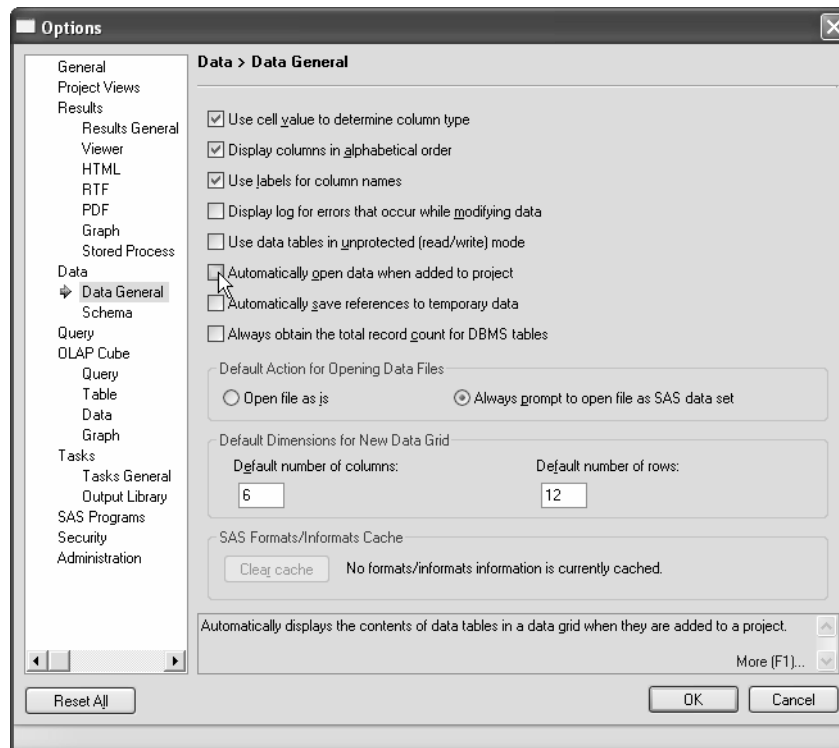 Options
General
Project Views
Results
Results General
Viewer
HTML
RTF
PDF
Graph
Stored Process
Data
Data General
Schema
Query
OLAP Cube
Query
Table
Data
Graph
Tasks
Tasks General
Output Library
SAS Programs
Security
Administration
Data > Data General
Use cell value to determine column type
Display columns in alphabetical order
Use labels for column names
Display log for errors that occur while modifying data
Use data tables in unprotected (read/write) mode
Automatically open data when added to project
Automatically save references to temporary data
Always obtain the total record count for DBMS tables
Default Action for Opening Data Files
Open file as is
Always prompt to open file as SAS data set
Default Dimensions for New Data Grid
Default number of columns:
Default number of rows:
6
12
SAS Formats/Informats Cache
Clear cache
No formats/informats information is currently cached.
Automatically displays the contents of data tables in a data grid when they are added to a project.
More (F1)...
Reset All
OK
Cancel